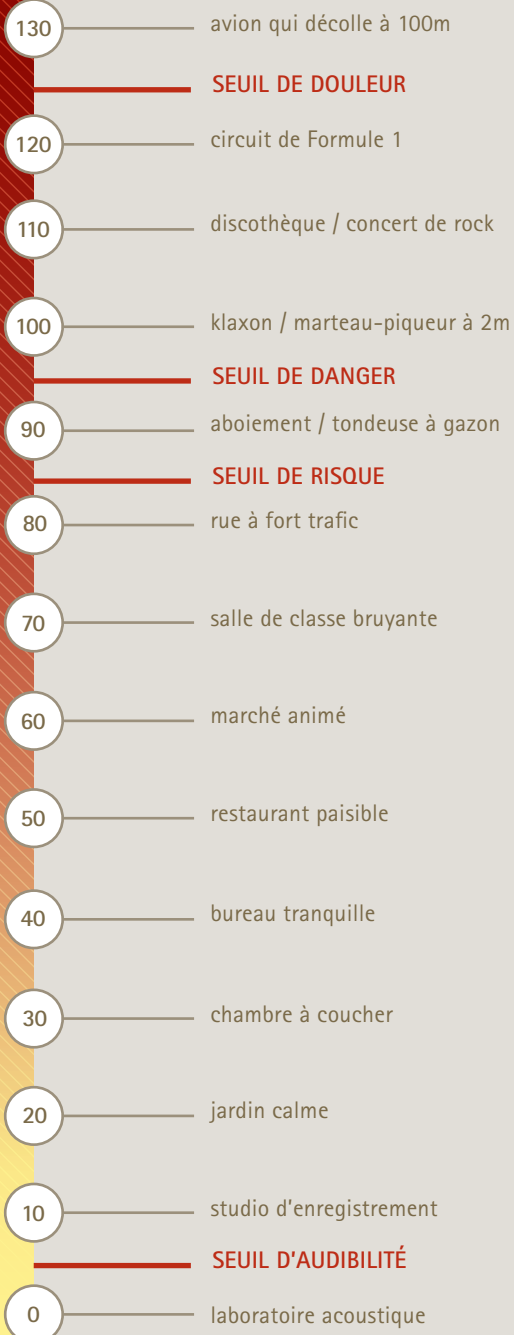 130 avion qui décolle à 100m
SEUIL DE DOULEUR
120 circuit de Formule 1
110 discothèque / concert de rock
100 klaxon / marteau-piqueur à 2m
SEUIL DE DANGER
90 aboiement / tondeuse à gazon
SEUIL DE RISQUE
80 rue à fort trafic
70 salle de classe bruyante
60 marché animé
50 restaurant paisible
40 bureau tranquille
30 chambre à coucher
20 jardin calme
10 studio d'enregistrement
SEUIL D'AUDIBILITÉ
0 laboratoire acoustique